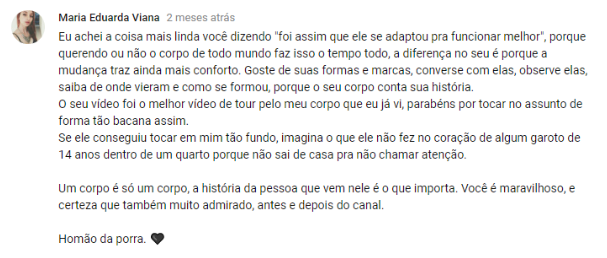 Maria Eduarda Viana 2 meses atrás
Eu achei a coisa mais linda você dizendo "foi assim que ele se adaptou pra funcionar melhor", porque
querendo ou não o corpo de todo mundo faz isso o tempo todo, a diferença no seu é porque a
mudança traz ainda mais conforto. Goste de suas formas e marcas, converse com elas, observe elas,
saiba de onde vieram e como se formou, porque o seu corpo conta sua história.
O seu vídeo foi o melhor vídeo de tour pelo meu corpo que eu já vi, parabéns por tocar no assunto de
forma tão bacana assim.
Se ele conseguiu tocar em mim tão fundo, imagina o que ele não fez no coração de algum garoto de
14 anos dentro de um quarto porque não sai de casa pra não chamar atenção.
Um corpo é só um corpo, a história da pessoa que vem nele é o que importa. Você é maravilhoso, e
certeza que também muito admirado, antes e depois do canal.
Homão da porra. 🖤